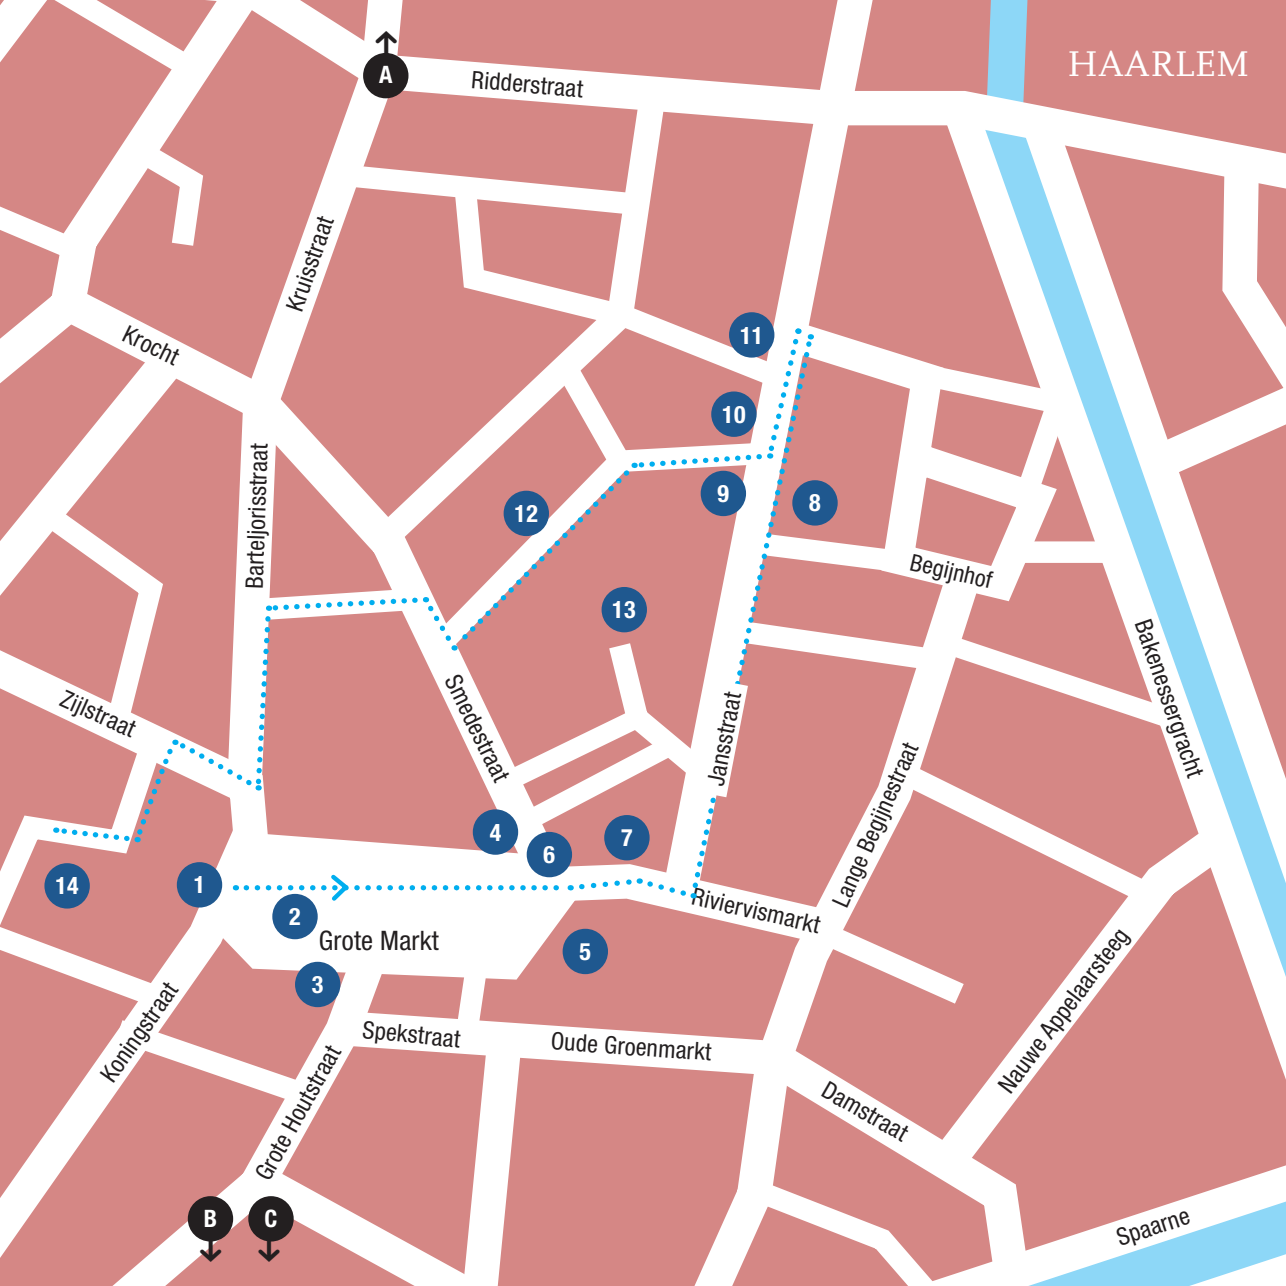 HAARLEM
A
Ridderstraat
Kruisstraat
Krocht
11
10
Barteljorisstraat
9
8
12
Begijnhof
13
Bakenessergracht
Zijlstraat
Smedestraat
Jansstraat
Lange Begijnestraat
4
6
7
14
1
2
Riviervismarkt
Grote Markt
5
3
Koningstraat
Spekstraat
Oude Groenmarkt
Nauwe Appelaarsteeg
Grote Houtstraat
Damstraat
B
C
Spaarne